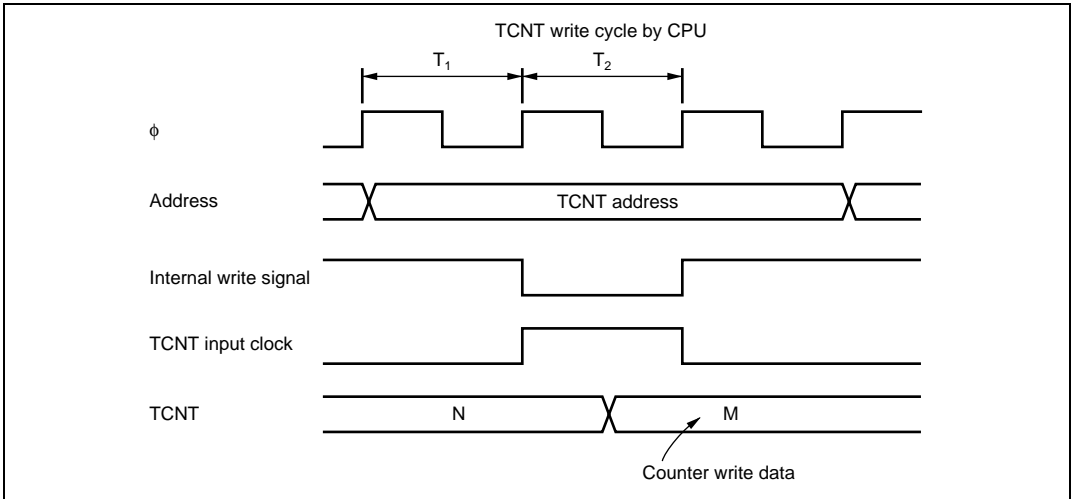 TCNT write cycle by CPU
T₁ T₂
ϕ
Address TCNT address
Internal write signal
TCNT input clock
TCNT N M
Counter write data